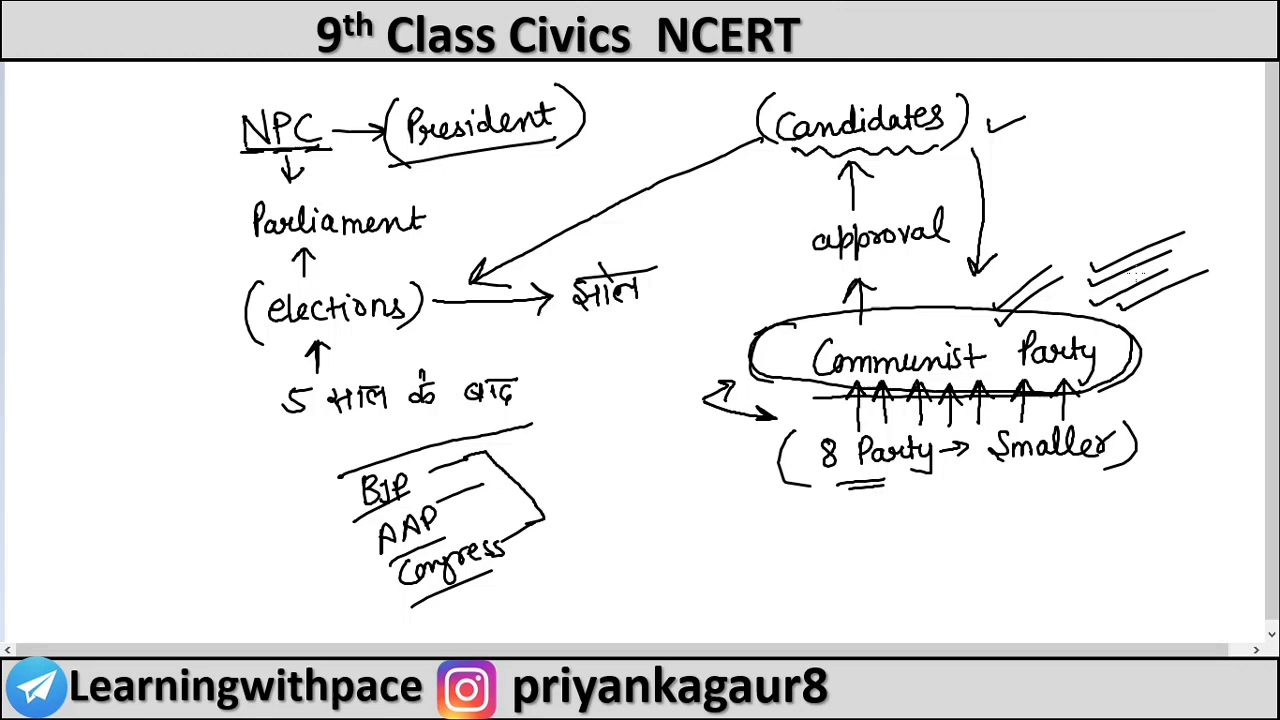 9th Class Civics NCERT
NPC → (President)
↓
Parliament
↑
(elections) → साल
↑
5 साल के बाद
BJP
AAP
Congress
(Candidates) ✓
↑
approval
↑
Communist Party
(8 Party → Smaller)
Learningwithpace priyankagaur8